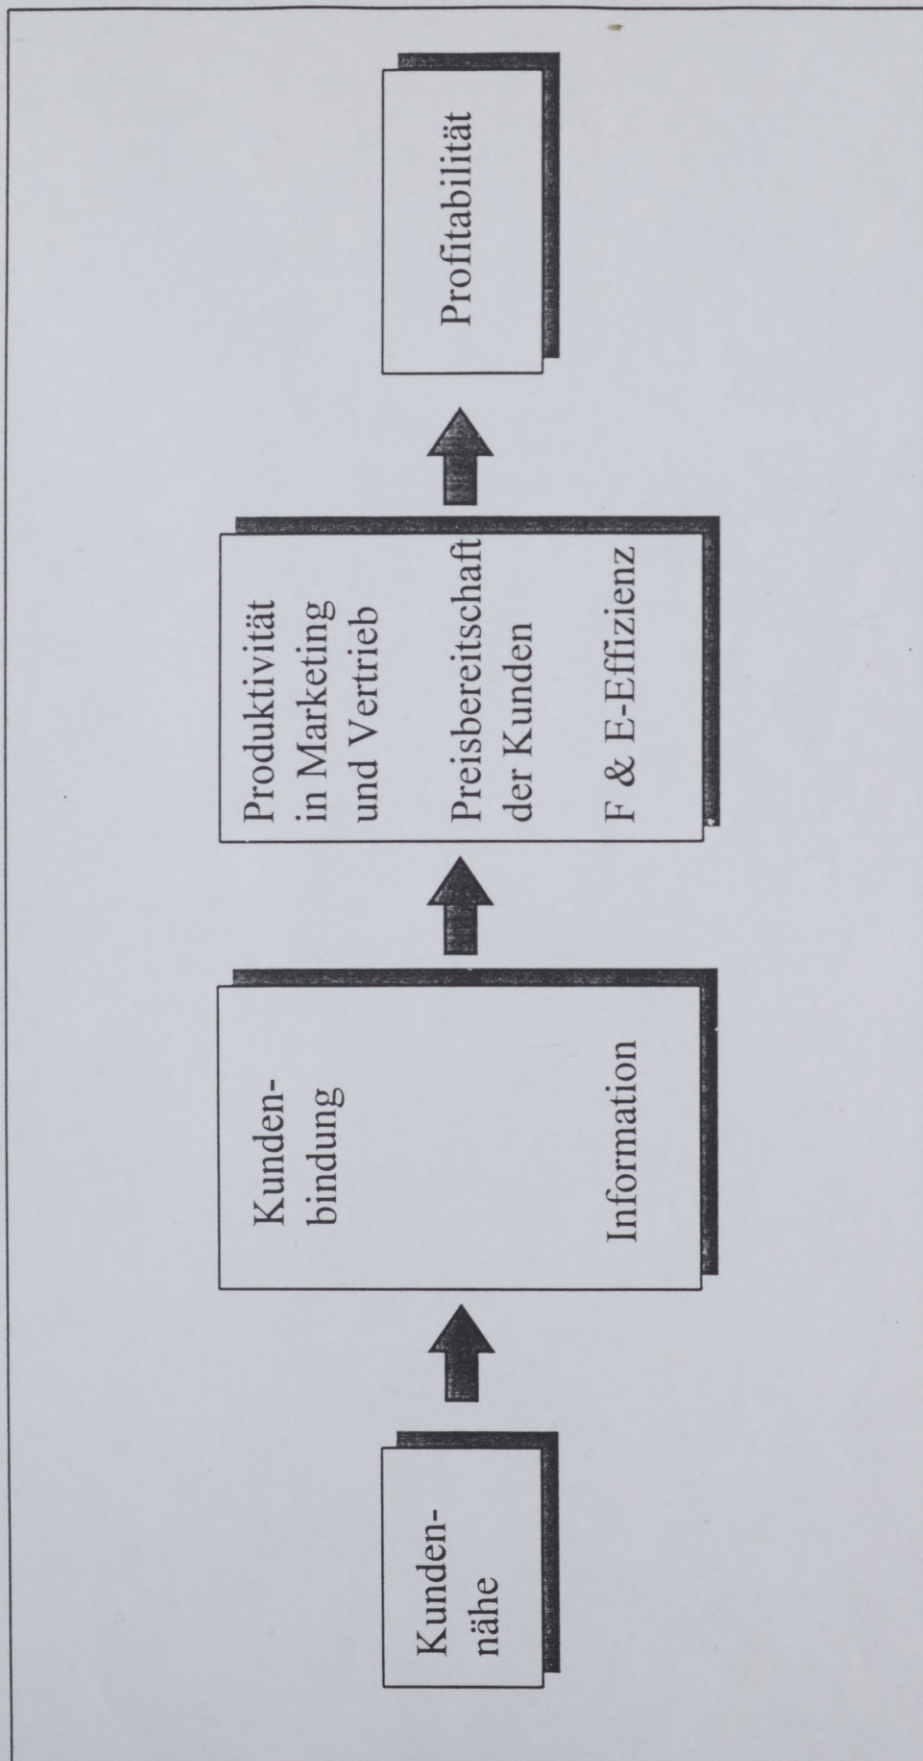 Kunden-
nähe
Kunden-
bindung
Information
Produktivität
in Marketing
und Vertrieb
Preisbereitschaft
der Kunden
F & E-Effizienz
Profitabilität